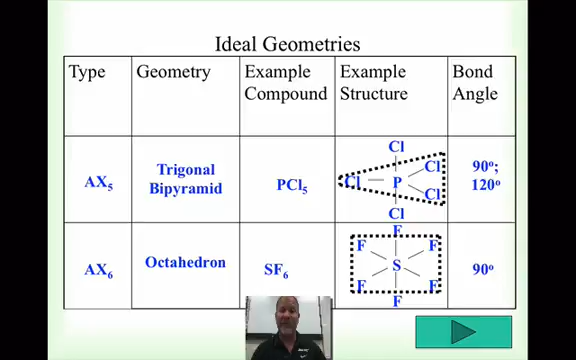 Ideal Geometries
Type Geometry Example Compound Example Structure Bond Angle
AX5 Trigonal Bipyramid PCl5 90º; 120º
Cl
Cl
Cl P
Cl
Cl
AX6 Octahedron SF6 90º
F
F F
S
F F
F